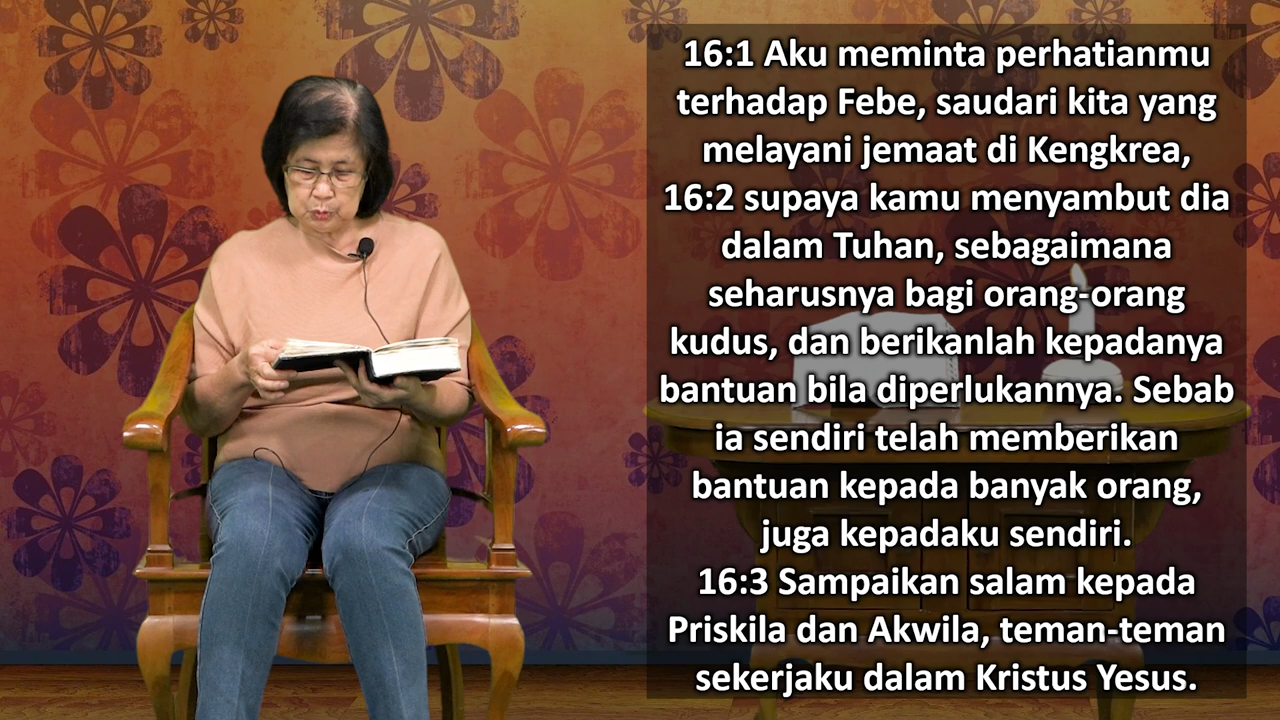 16:1 Aku meminta perhatianmu
terhadap Febe, saudari kita yang
melayani jemaat di Kengkrea,
16:2 supaya kamu menyambut dia
dalam Tuhan, sebagaimana
seharusnya bagi orang-orang
kudus, dan berikanlah kepadanya
bantuan bila diperlukannya. Sebab
ia sendiri telah memberikan
bantuan kepada banyak orang,
juga kepadaku sendiri.
16:3 Sampaikan salam kepada
Priskila dan Akwila, teman-teman
sekerjaku dalam Kristus Yesus.